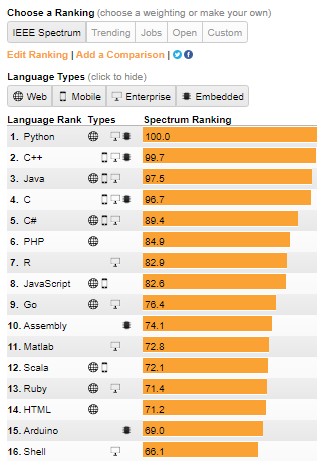 Choose a Ranking (choose a weighting or make your own)
IEEE Spectrum Trending Jobs Open Custom
Edit Ranking | Add a Comparison |
Language Types (click to hide)
Web Mobile Enterprise Embedded
Language Rank Types Spectrum Ranking
1. Python 100.0
2. C++ 99.7
3. Java 97.5
4. C 96.7
5. C# 89.4
6. PHP 84.9
7. R 82.9
8. JavaScript 82.6
9. Go 76.4
10. Assembly 74.1
11. Matlab 72.8
12. Scala 72.1
13. Ruby 71.4
14. HTML 71.2
15. Arduino 69.0
16. Shell 66.1